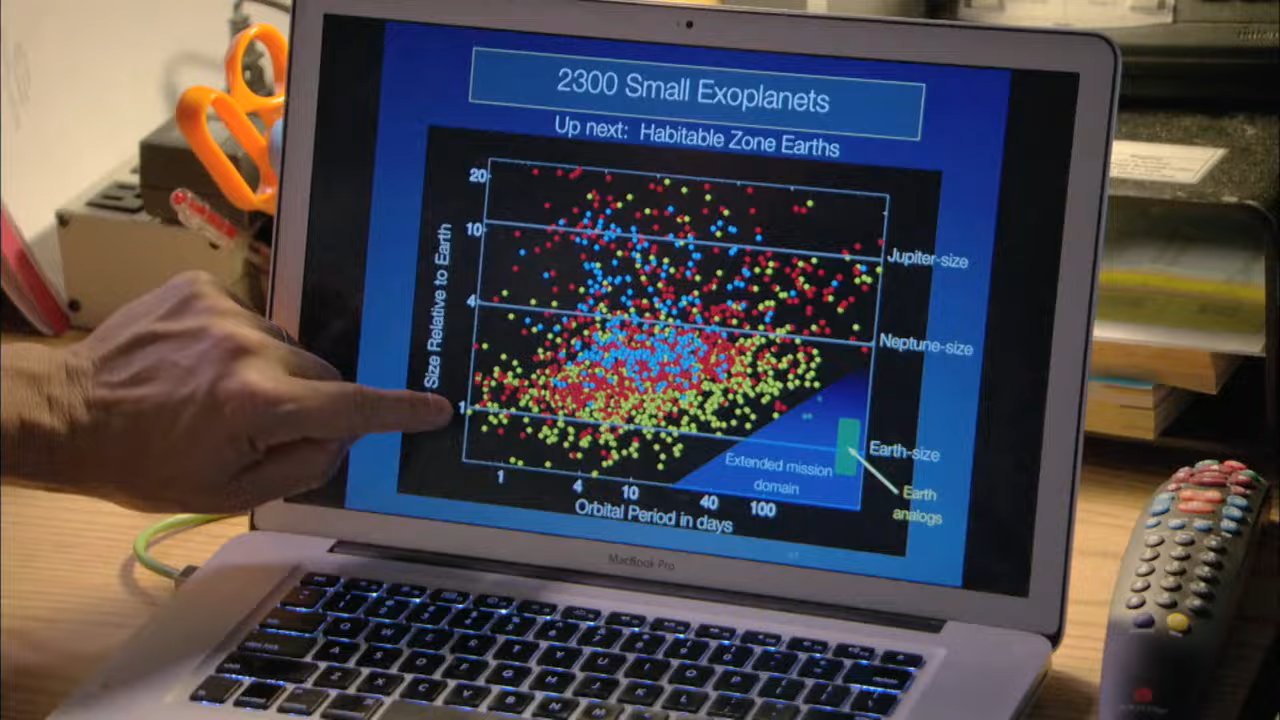 2300 Small Exoplanets
Up next: Habitable Zone Earths
20
10
4
1
Size Relative to Earth
Jupiter-size
Neptune-size
Earth-size
Extended mission
domain
Earth
analogs
1
4
10
40
100
Orbital Period in days
MacBook Pro